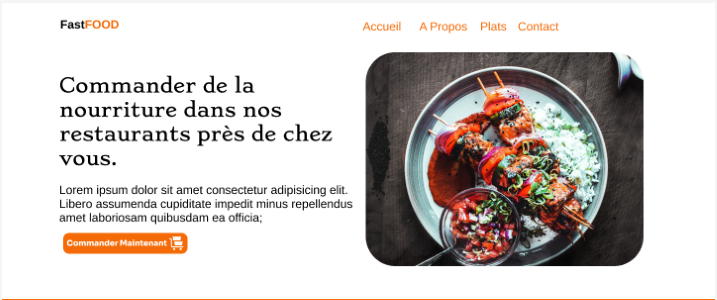 FastFOOD
Accueil A Propos Plats Contact
Commander de la
nourriture dans nos
restaurants près de chez
vous.
Lorem ipsum dolor sit amet consectetur adipisicing elit.
Libero assumenda cupiditate impedit minus repellendus
amet laboriosam quibusdam ea officia;
Commander Maintenant